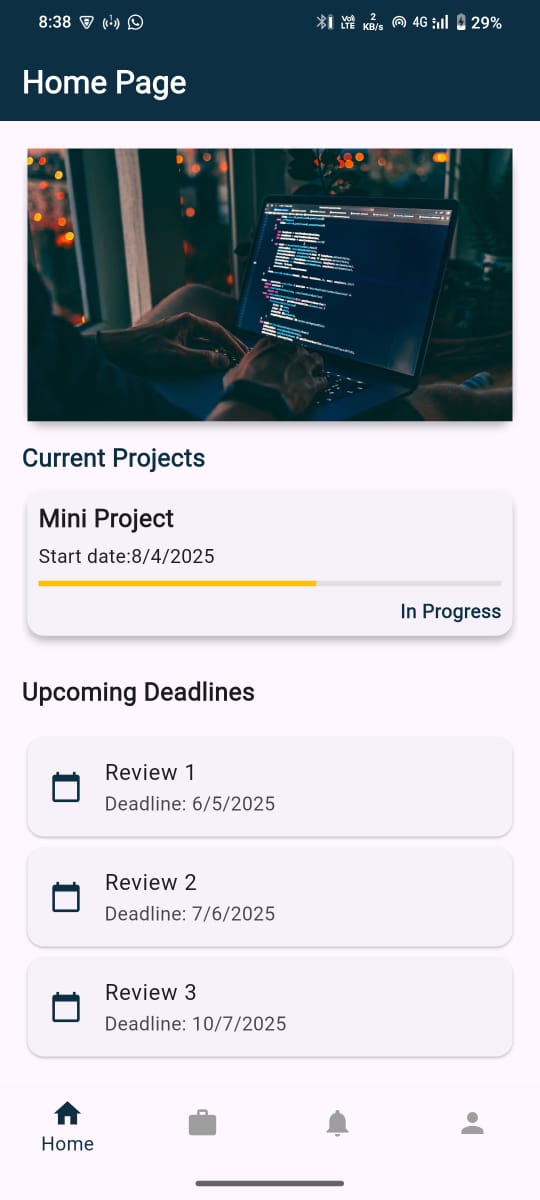 8:38
Voi) LTE
2 KB/s
4G
29%
Home Page
Current Projects
Mini Project
Start date:8/4/2025
In Progress
Upcoming Deadlines
Review 1
Deadline: 6/5/2025
Review 2
Deadline: 7/6/2025
Review 3
Deadline: 10/7/2025
Home